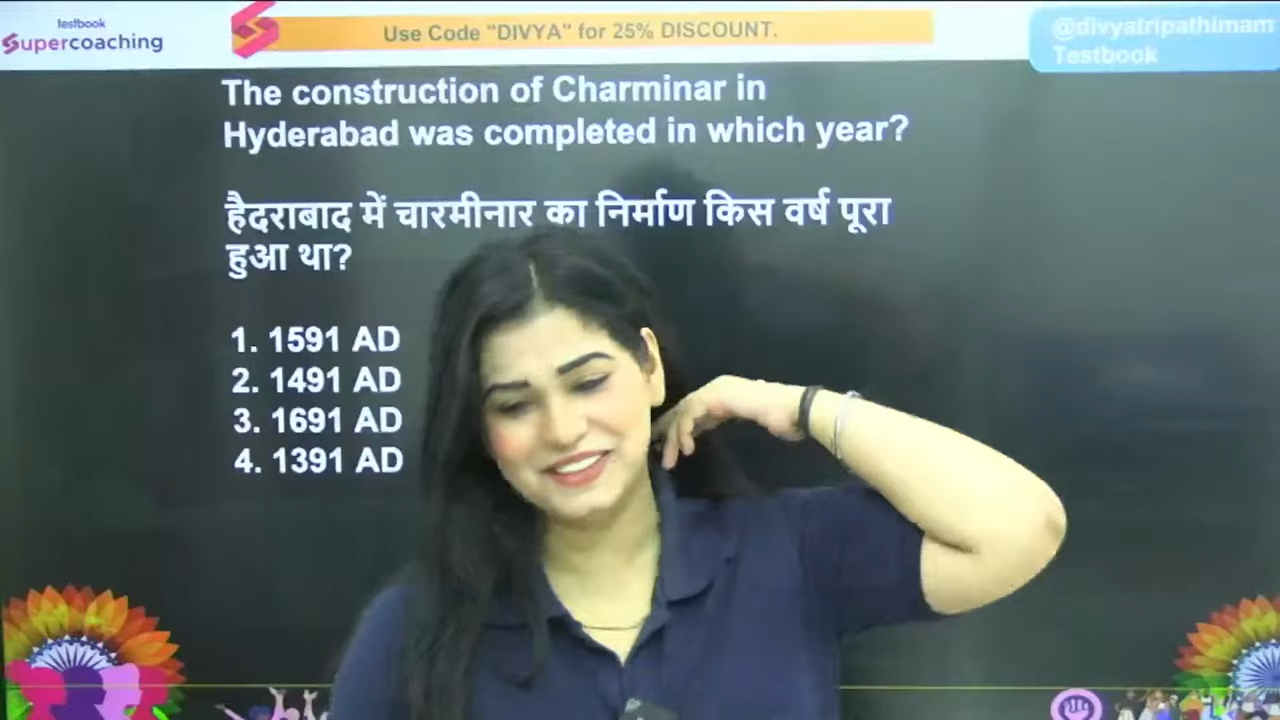 testbook
Supercoaching
Use Code "DIVYA" for 25% DISCOUNT.
@divyatripathimam
Testbook
The construction of Charminar in
Hyderabad was completed in which year?
हैदराबाद में चारमीनार का निर्माण किस वर्ष पूरा
हुआ था?
1. 1591 AD
2. 1491 AD
3. 1691 AD
4. 1391 AD